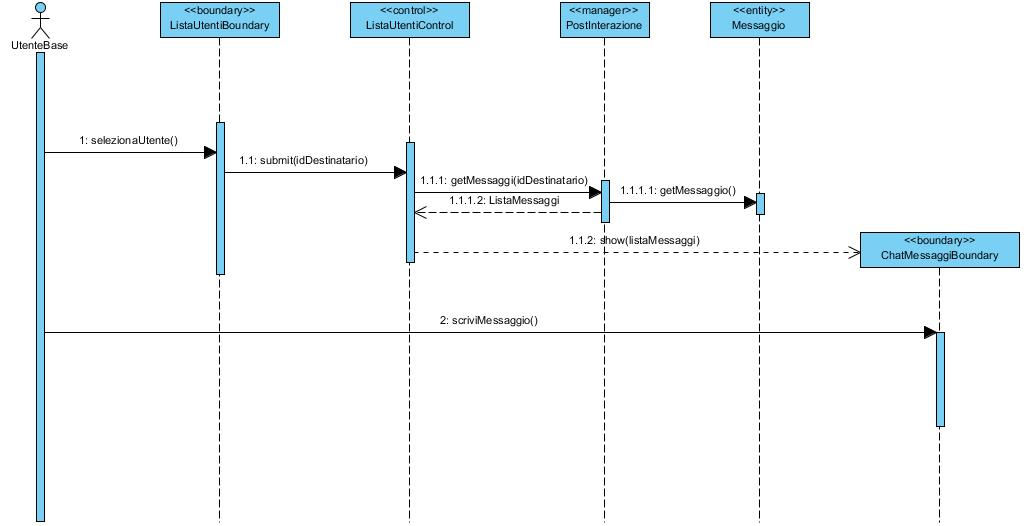 <<boundary>>
ListaUtentiBoundary
<<control>>
ListaUtentiControl
<<manager>>
PostInterazione
<<entity>>
Messaggio
UtenteBase
1: selezionaUtente()
1.1: submit(idDestinatario)
1.1.1: getMessaggi(idDestinatario)
1.1.1.1: getMessaggio()
1.1.1.2: ListaMessaggi
1.1.2: show(listaMessaggi)
<<boundary>>
ChatMessaggiBoundary
2: scriviMessaggio()